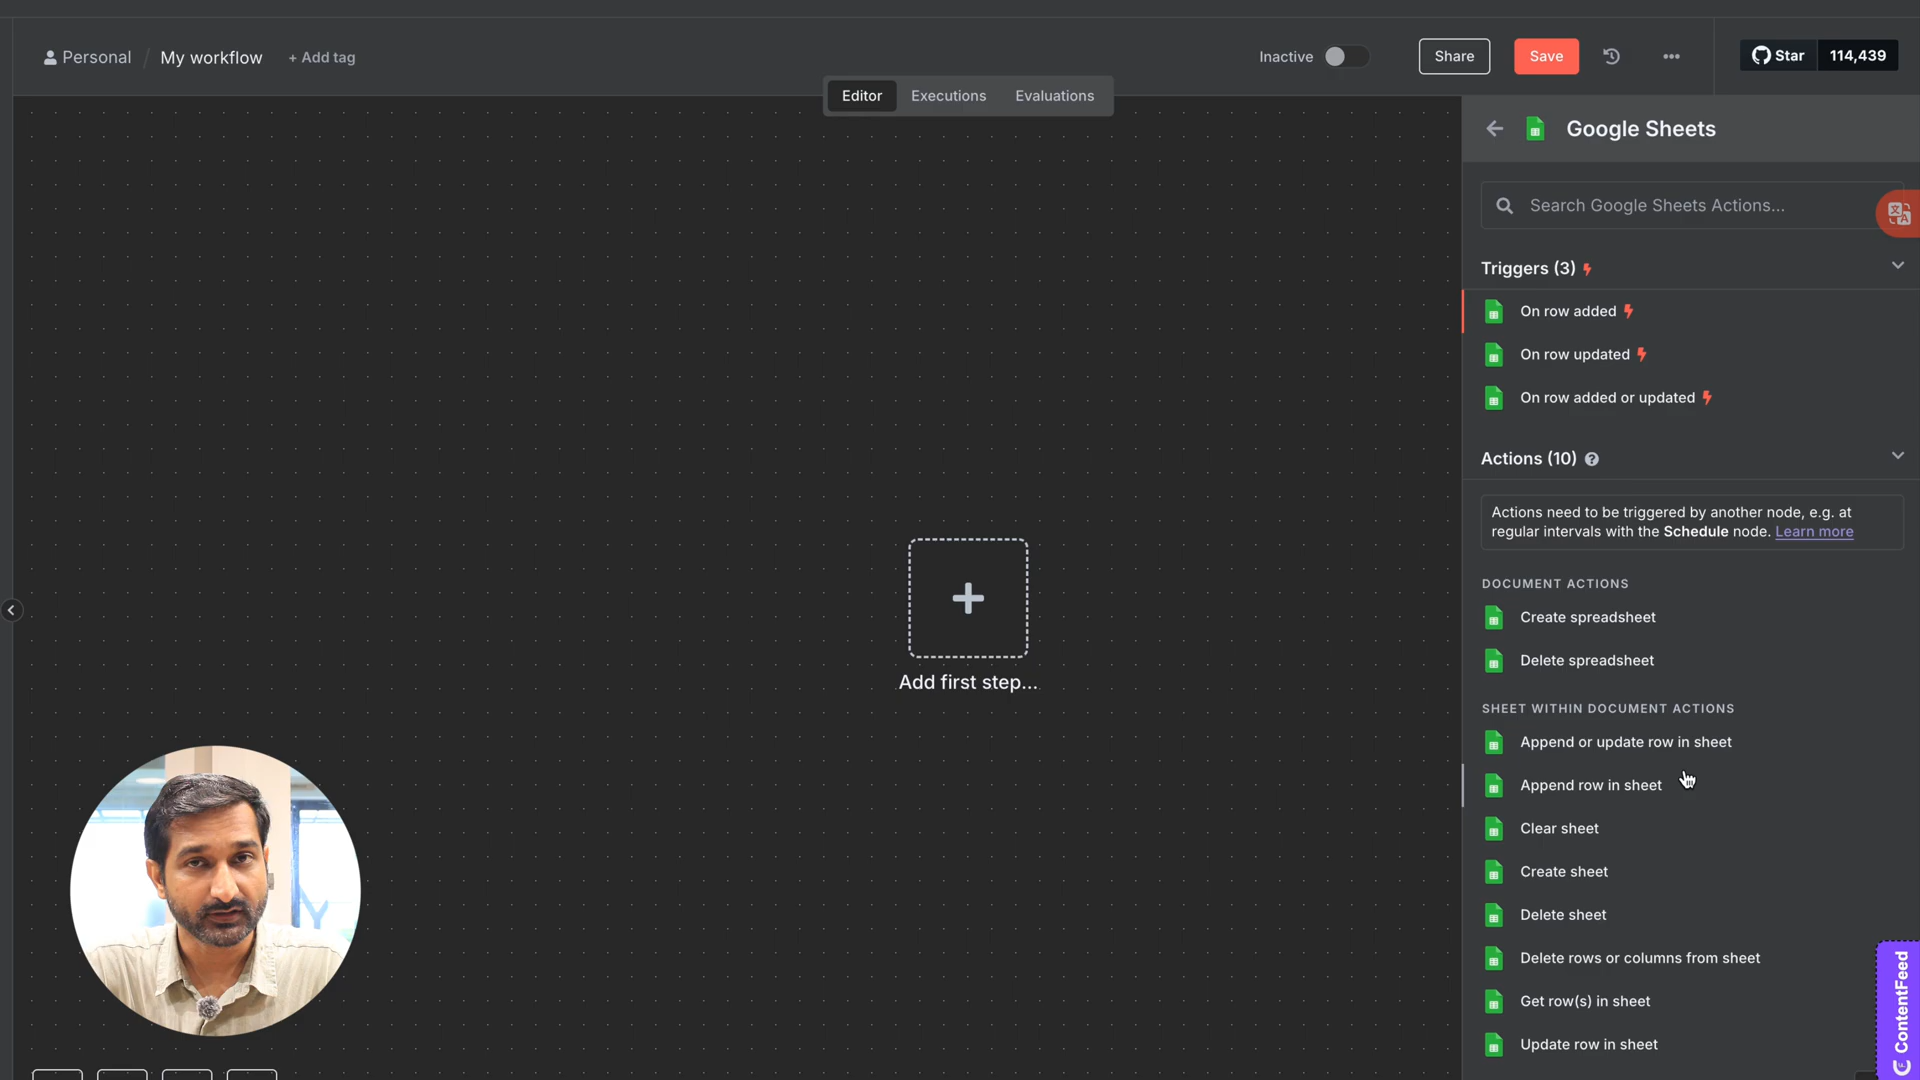 Personal / My workflow + Add tag
Inactive Share Save ... Star 114,439
Editor Executions Evaluations
Google Sheets
Search Google Sheets Actions...
Triggers (3)
On row added
On row updated
On row added or updated
Actions (10)
Actions need to be triggered by another node, e.g. at
regular intervals with the Schedule node. Learn more
DOCUMENT ACTIONS
Create spreadsheet
Delete spreadsheet
SHEET WITHIN DOCUMENT ACTIONS
Append or update row in sheet
Append row in sheet
Clear sheet
Create sheet
Delete sheet
Delete rows or columns from sheet
Get row(s) in sheet
Update row in sheet
Add first step...
ContentFeed